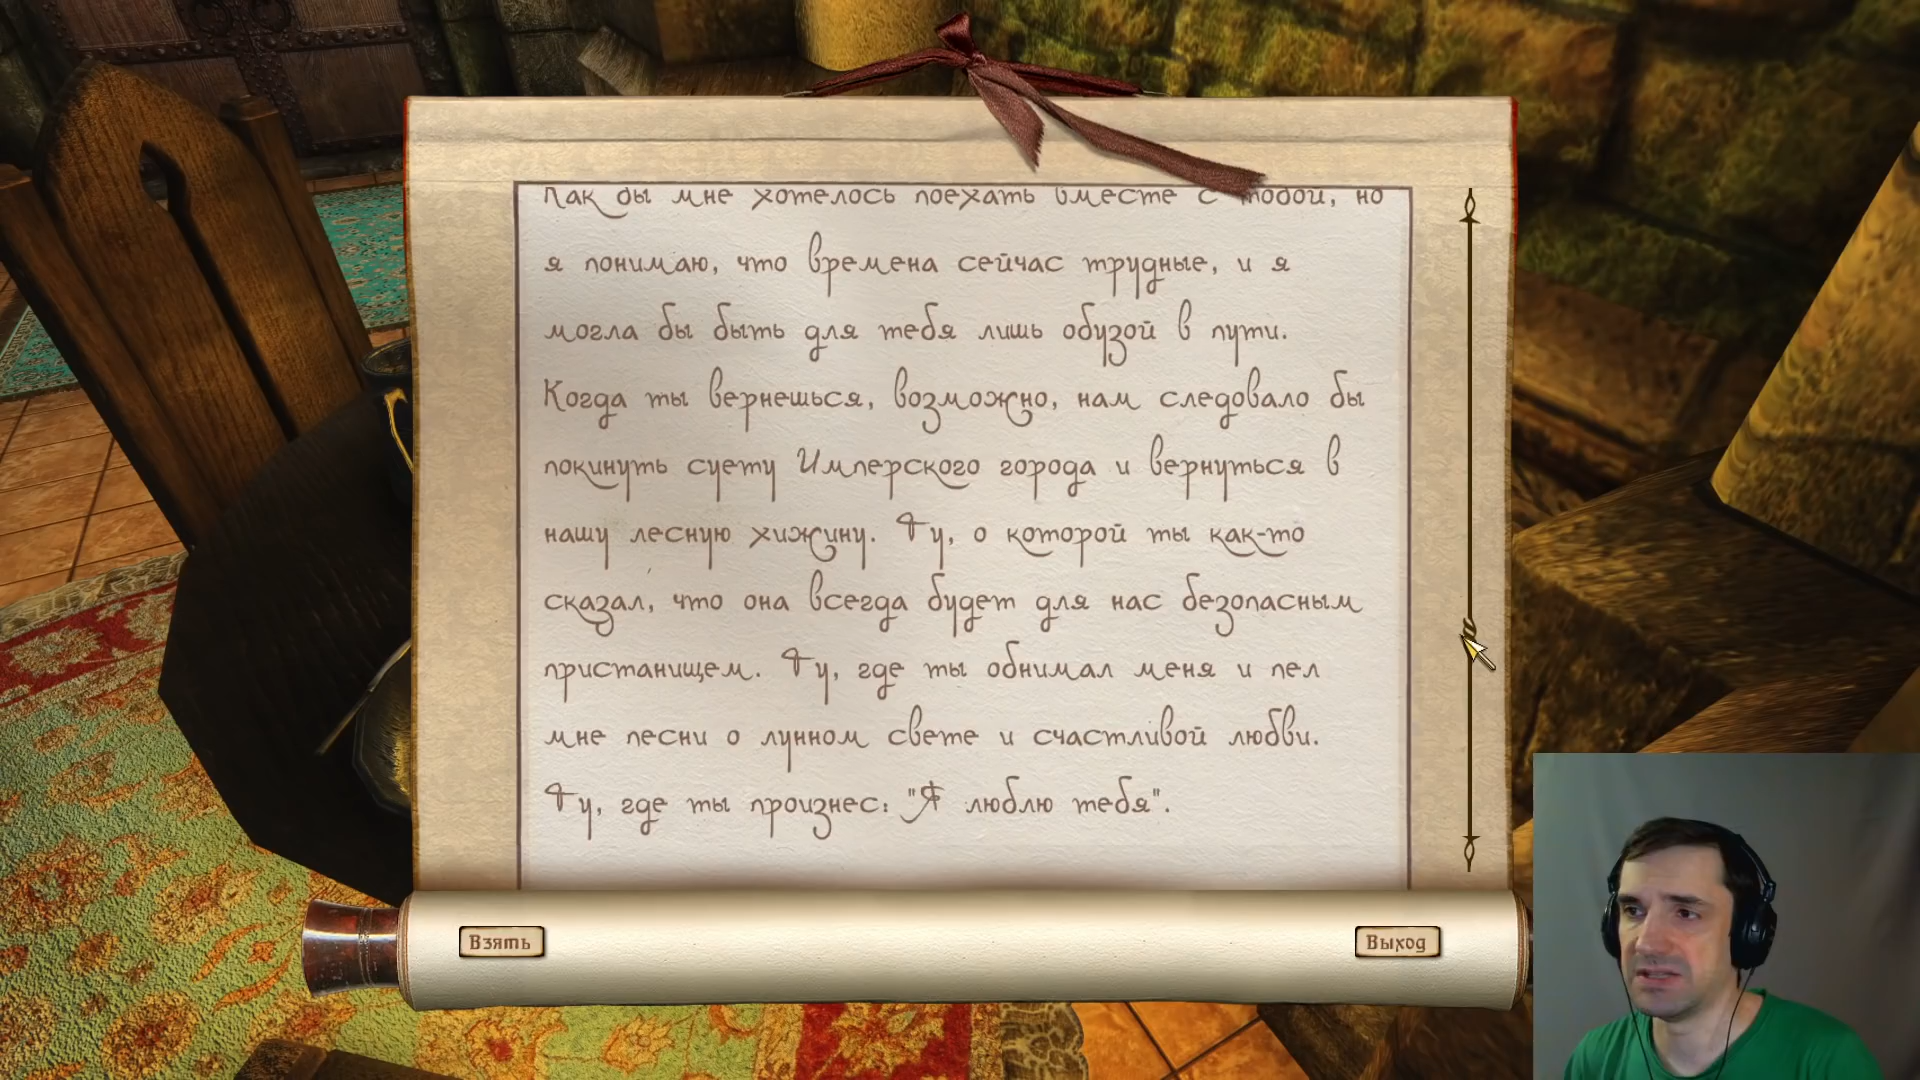 Как бы мне хотелось поехать вместе с тобой, но
я понимаю, что времена сейчас трудные, и я
могла бы быть для тебя лишь обузой в пути.
Когда ты вернешься, возможно, нам следовало бы
покинуть суету Имперского города и вернуться в
нашу лесную хижину. Ту, о которой ты как-то
сказал, что она всегда будет для нас безопасным
пристанищем. Ту, где ты обнимал меня и пел
мне песни о лунном свете и счастливой любви.
Ту, где ты произнес: "Я люблю тебя".
Взять
Выход